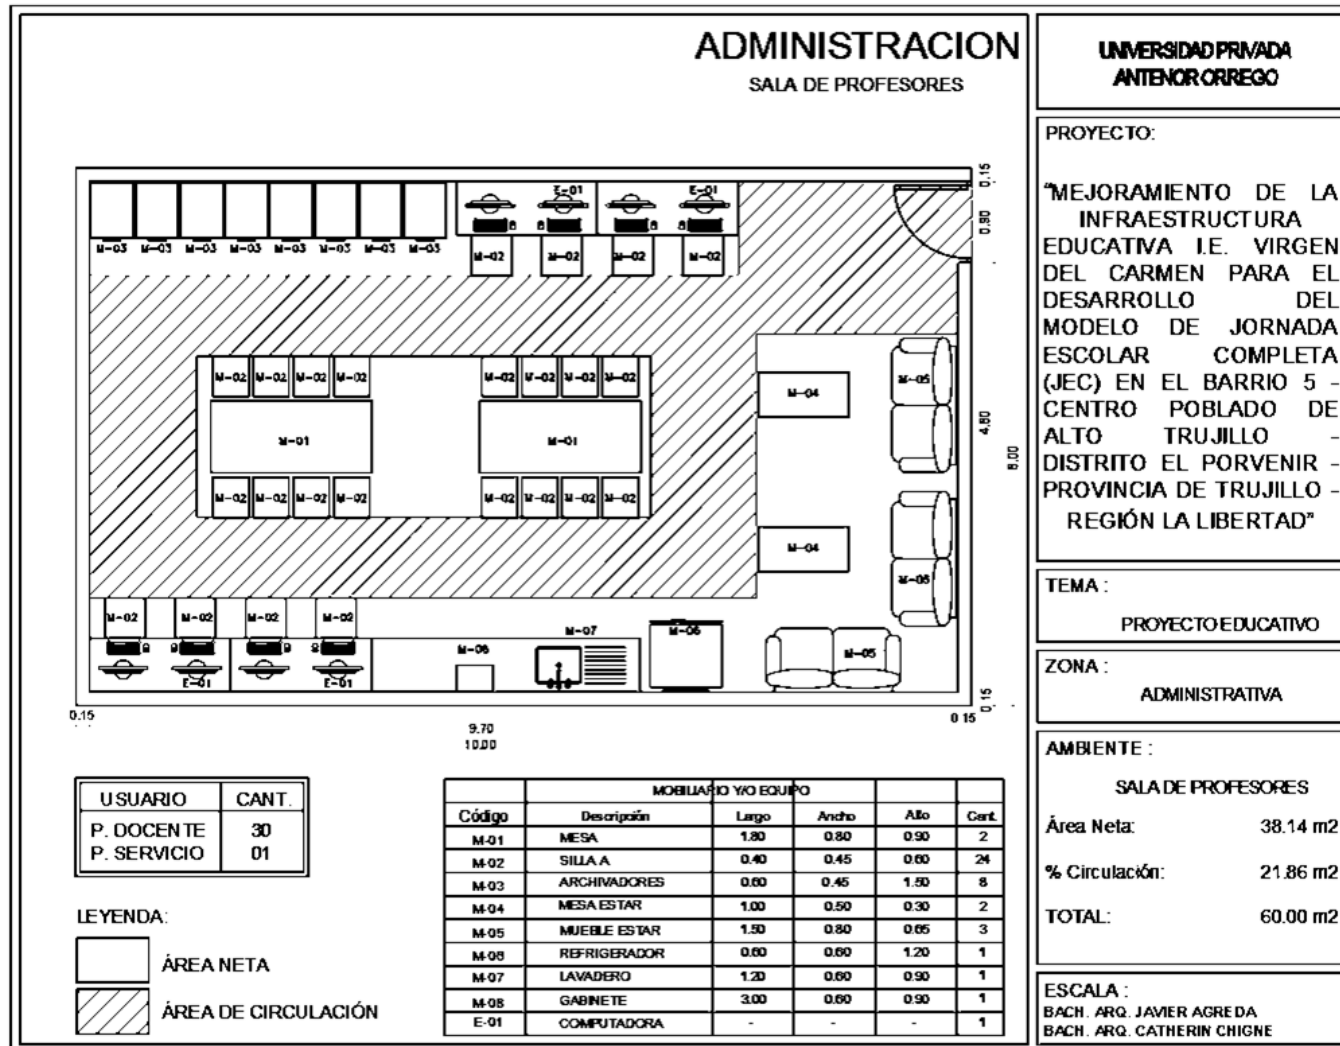 ADMINISTRACION
SALA DE PROFESORES
0.15
0.90
4.80
8.00
0.15
E-01 E-01
M-03 M-03 M-03 M-03 M-03 M-03 M-03 M-03
M-02 M-02 M-02 M-02
M-02 M-02 M-02 M-02 M-02 M-02 M-02 M-02
M-05
M-04
M-01 M-01
M-02 M-02 M-02 M-02 M-02 M-02 M-02 M-02
M-04
M-05
M-02 M-02 M-02 M-02
M-07 M-06
M-08 M-05
E-01 E-01
0.15 0.15
9.70
10.00
USUARIO CANT.
P. DOCENTE 30
P. SERVICIO 01
LEYENDA:
ÁREA NETA
ÁREA DE CIRCULACIÓN
MOBILIARIO Y/O EQUIPO
Código Descripción Largo Ancho Alto Cant.
M-01 MESA 1.80 0.80 0.90 2
M-02 SILLA A 0.40 0.45 0.80 24
M-03 ARCHIVADORES 0.60 0.45 1.50 8
M-04 MESA ESTAR 1.00 0.50 0.30 2
M-05 MUEBLE ESTAR 1.50 0.80 0.65 3
M-06 REFRIGERADOR 0.60 0.60 1.20 1
M-07 LAVADERO 1.20 0.60 0.90 1
M-08 GABINETE 3.00 0.60 0.90 1
E-01 COMPUTADORA - - - 1
UNIVERSIDAD PRIVADA
ANTENOR ORREGO
PROYECTO:
"MEJORAMIENTO DE LA
INFRAESTRUCTURA
EDUCATIVA I.E. VIRGEN
DEL CARMEN PARA EL
DESARROLLO DEL
MODELO DE JORNADA
ESCOLAR COMPLETA
(JEC) EN EL BARRIO 5 -
CENTRO POBLADO DE
ALTO TRUJILLO -
DISTRITO EL PORVENIR -
PROVINCIA DE TRUJILLO -
REGIÓN LA LIBERTAD"
TEMA :
PROYECTO EDUCATIVO
ZONA :
ADMINISTRATIVA
AMBIENTE :
SALA DE PROFESORES
Área Neta: 38.14 m2
% Circulación: 21.86 m2
TOTAL: 60.00 m2
ESCALA :
BACH. ARQ. JAVIER AGREDA
BACH. ARQ. CATHERIN CHIGNE